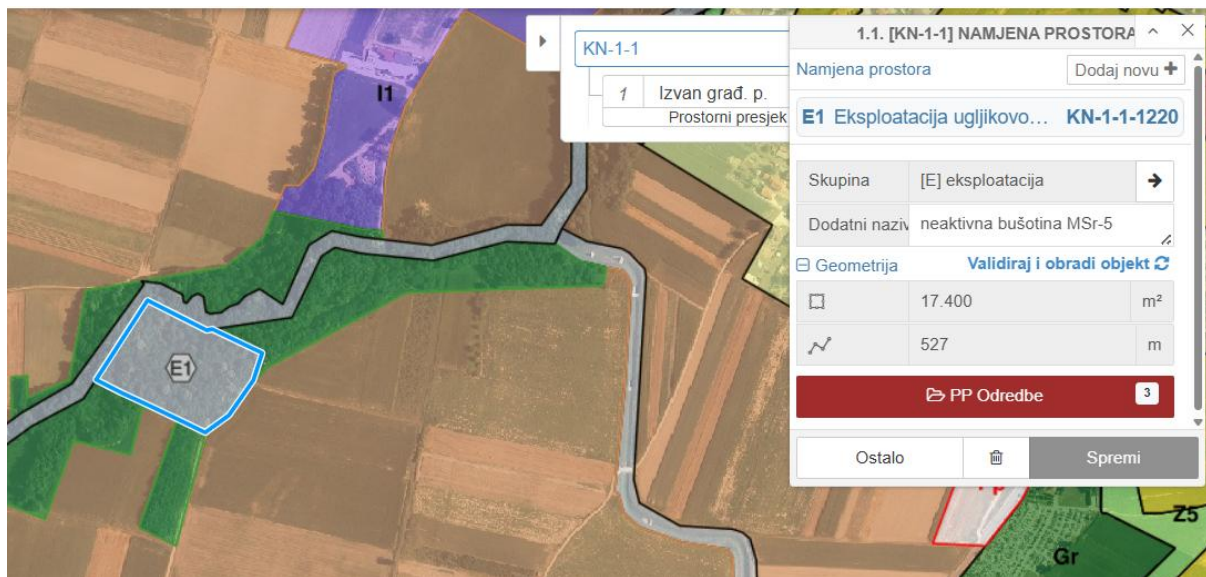 I1
E1
KN-1-1
1 Izvan građ. p.
Prostorni presjek
1.1. [KN-1-1] NAMJENA PROSTORA
Namjena prostora
Dodaj novu
E1 Eksploatacija ugljikovo… KN-1-1-1220
Skupina [E] eksploatacija
Dodatni naziv neaktivna bušotina MSr-5
Geometrija Validiraj i obradi objekt
17.400 m²
527 m
PP Odredbe 3
Ostalo
Spremi
Z5
Gr